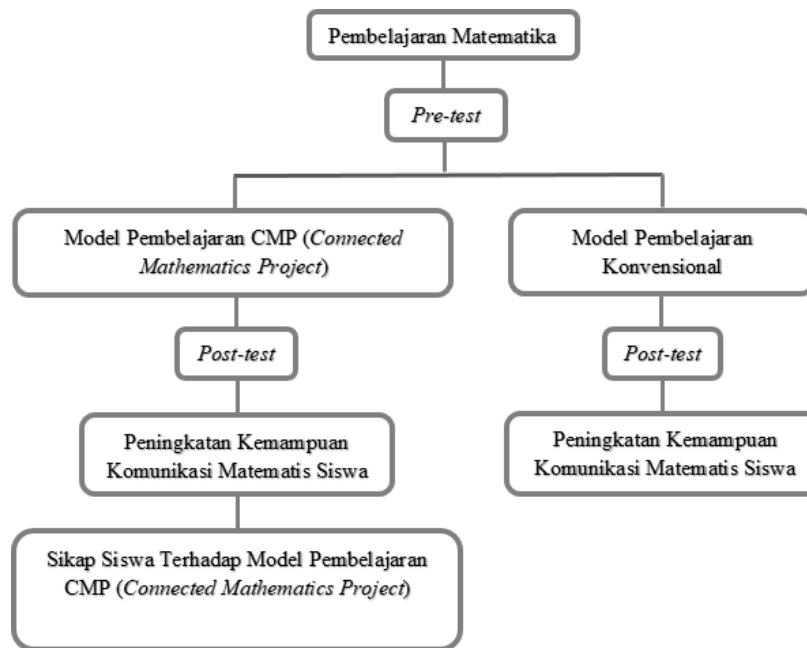 Pembelajaran Matematika
Pre-test
Model Pembelajaran CMP (Connected
Mathematics Project)
Model Pembelajaran
Konvensional
Post-test
Post-test
Peningkatan Kemampuan
Komunikasi Matematis Siswa
Peningkatan Kemampuan
Komunikasi Matematis Siswa
Sikap Siswa Terhadap Model Pembelajaran
CMP (Connected Mathematics Project)